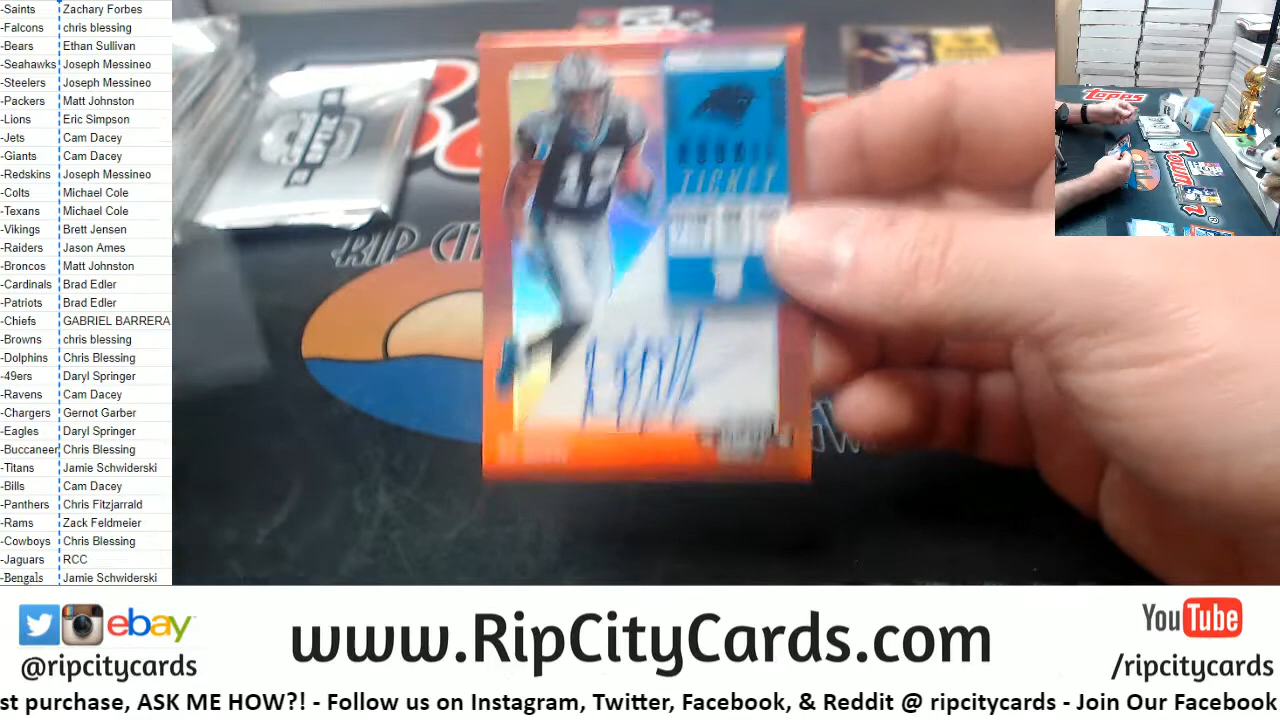 -Saints Zachary Forbes
-Falcons chris blessing
-Bears Ethan Sullivan
-Seahawks Joseph Messineo
-Steelers Joseph Messineo
-Packers Matt Johnston
-Lions Eric Simpson
-Jets Cam Dacey
-Giants Cam Dacey
-Redskins Joseph Messineo
-Colts Michael Cole
-Texans Michael Cole
-Vikings Brett Jensen
-Raiders Jason Ames
-Broncos Matt Johnston
-Cardinals Brad Edler
-Patriots Brad Edler
-Chiefs GABRIEL BARRERA
-Browns chris blessing
-Dolphins Chris Blessing
-49ers Daryl Springer
-Ravens Cam Dacey
-Chargers Gernot Garber
-Eagles Daryl Springer
-Buccaneer Chris Blessing
-Titans Jamie Schwiderski
-Bills Cam Dacey
-Panthers Chris Fitzjarrald
-Rams Zack Feldmeier
-Cowboys Chris Blessing
-Jaguars RCC
-Bengals Jamie Schwiderski
RIP CI
12
ROOKIE
TICKET
Topps
ebay
@ripcitycards
www.RipCityCards.com
YouTube
/ripcitycards
st purchase, ASK ME HOW?! - Follow us on Instagram, Twitter, Facebook, & Reddit @ ripcitycards - Join Our Facebook